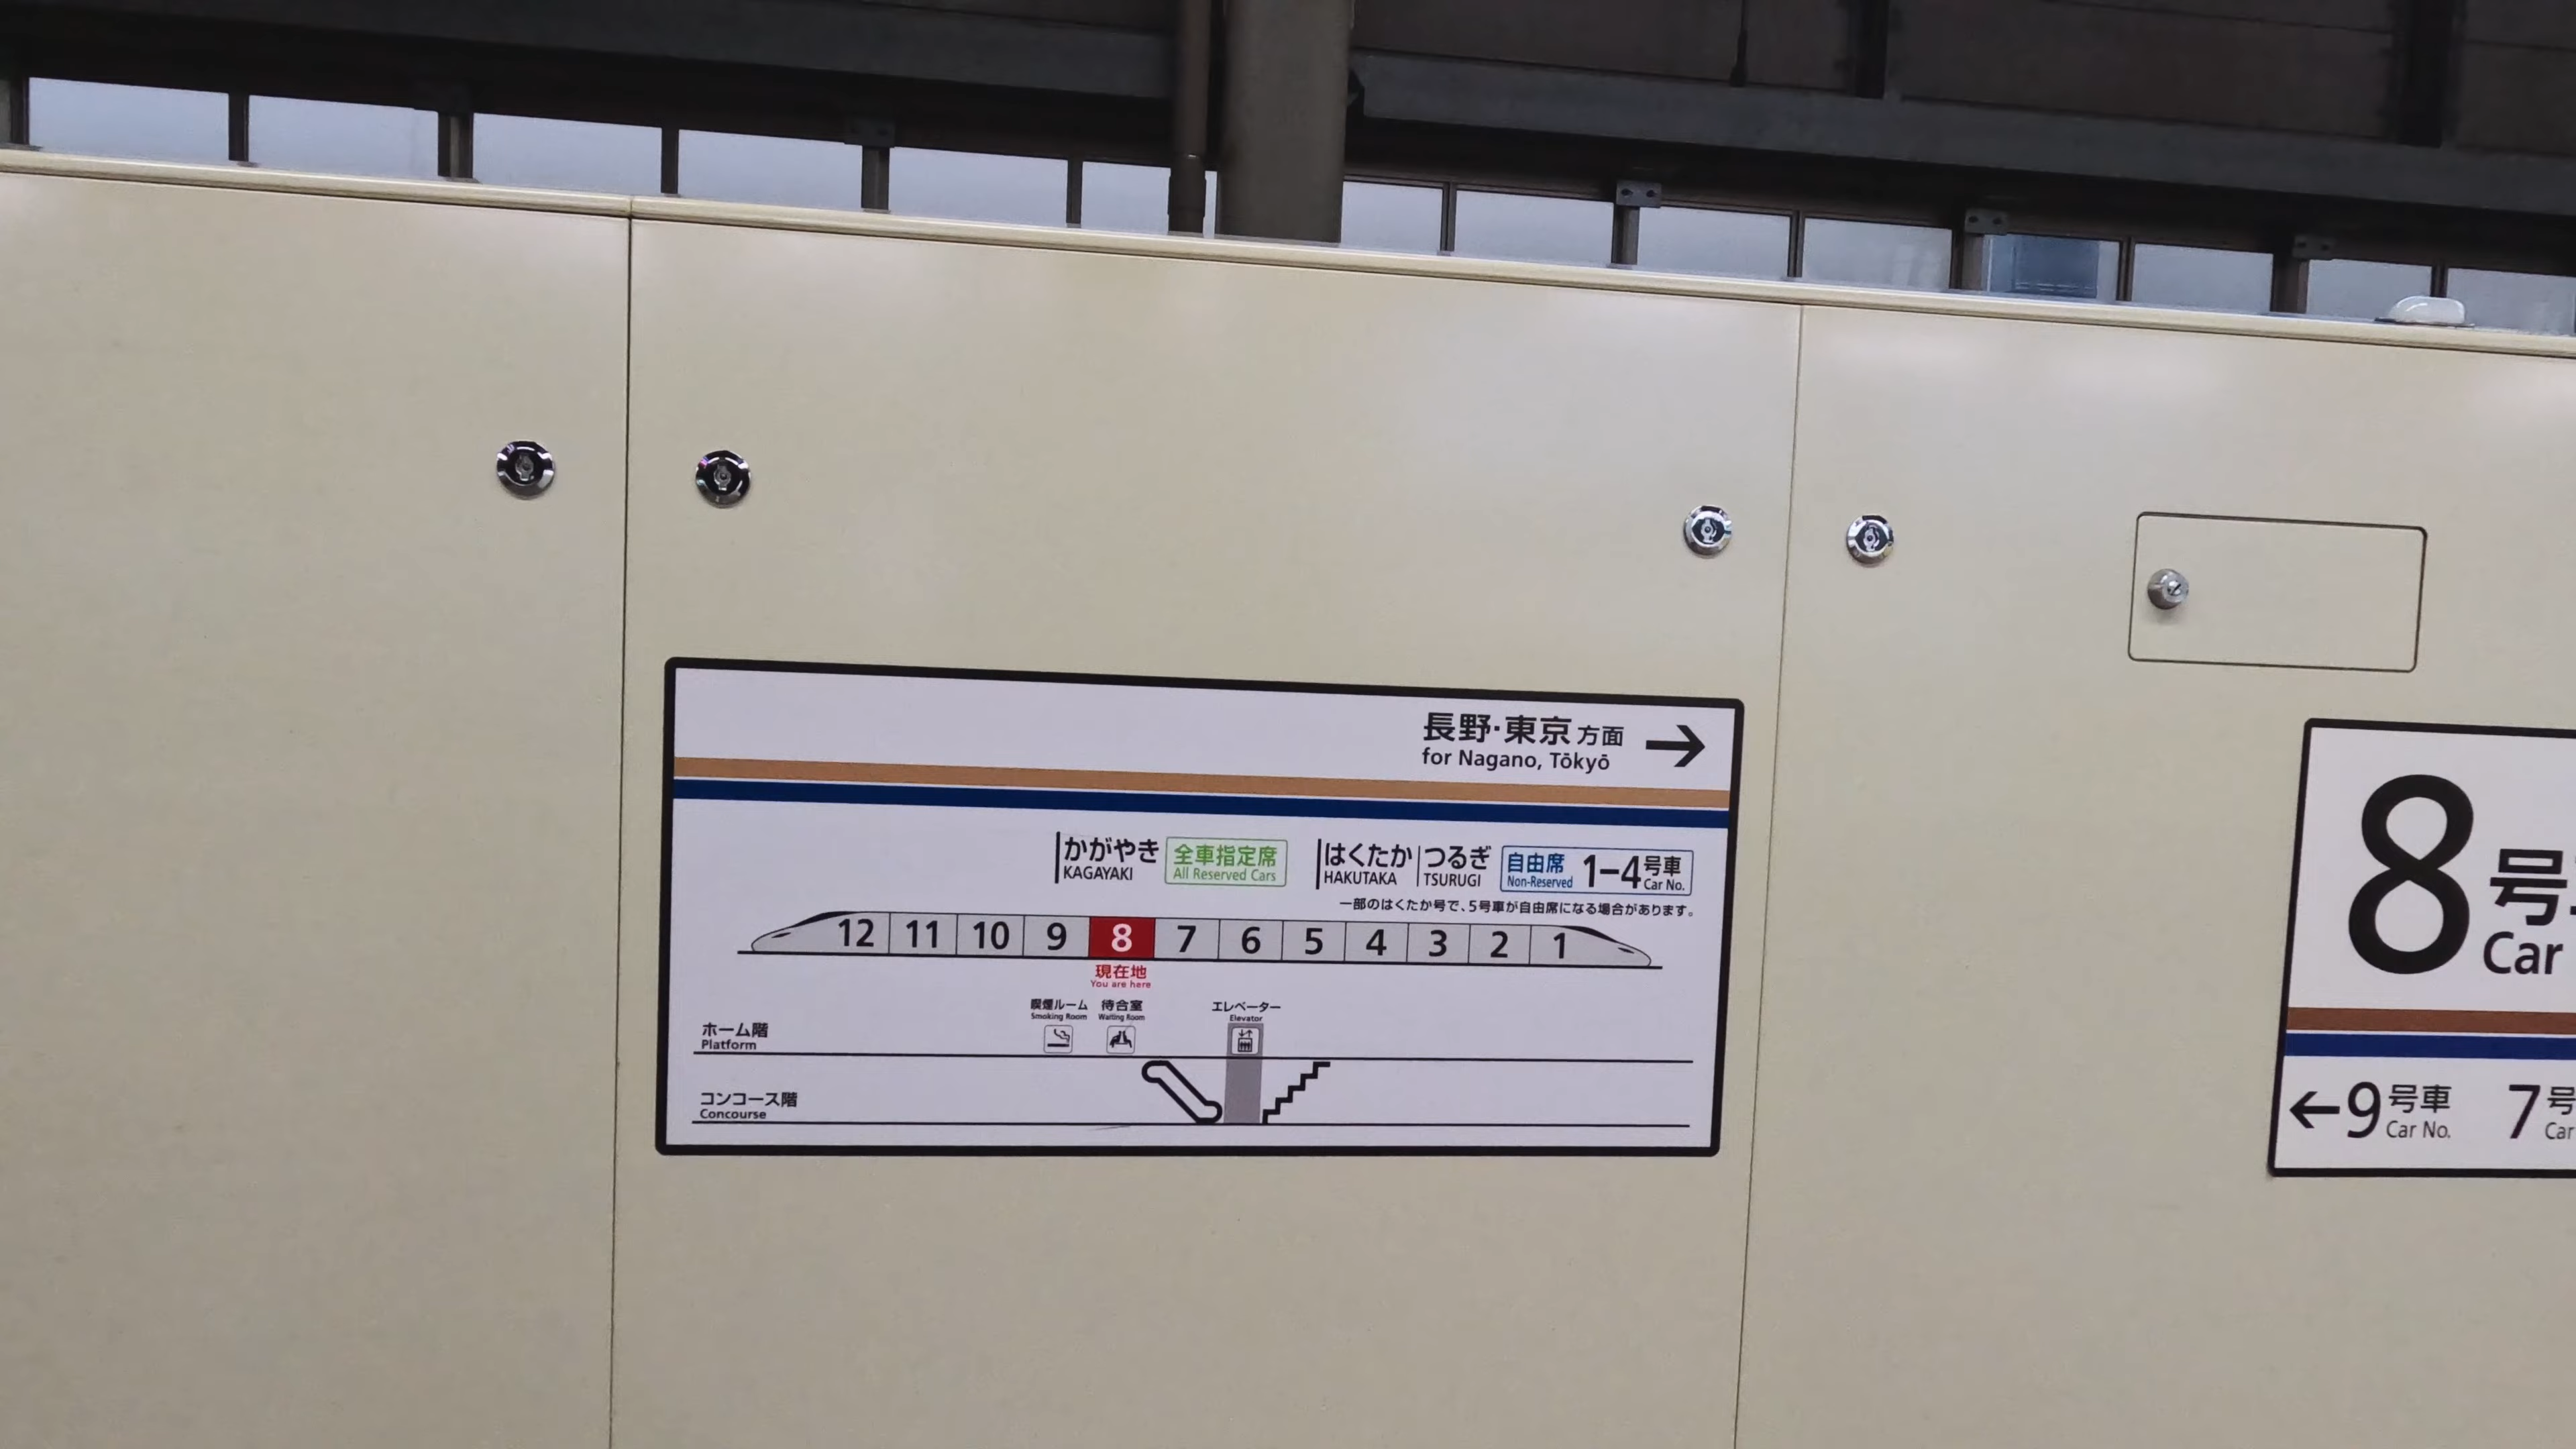 長野・東京方面 →
for Nagano, Tōkyō
かがやき 全車指定席 はくたか つるぎ 自由席 1−4号車
KAGAYAKI All Reserved Cars HAKUTAKA TSURUGI Non-Reserved Car No.
一部のはくたか号で、5号車が自由席になる場合があります。
12 11 10 9 8 7 6 5 4 3 2 1
現在地
You are here
喫煙ルーム 待合室 エレベーター
Smoking Room Waiting Room Elevator
ホーム階
Platform
コンコース階
Concourse
8号
Car
←9号車 7号
Car No. Car